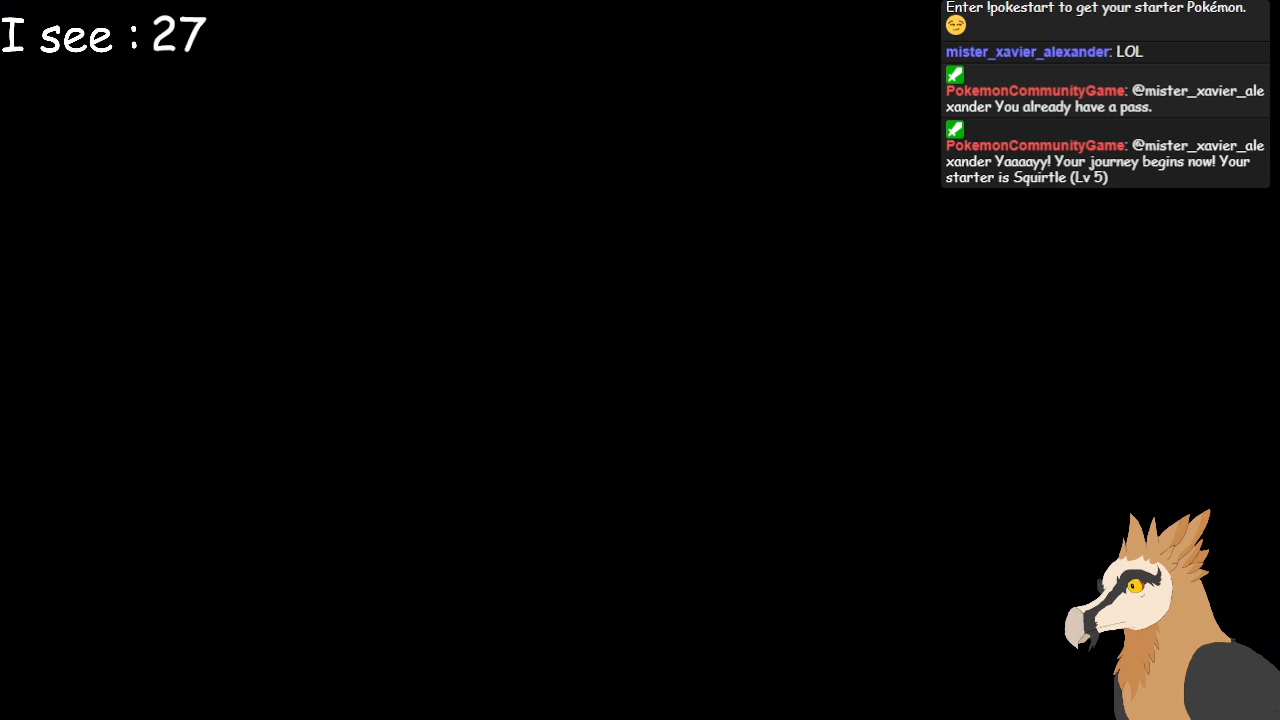 I see : 27
Enter !pokestart to get your starter Pokémon.
mister_xavier_alexander: LOL
PokemonCommunityGame: @mister_xavier_ale
xander You already have a pass.
PokemonCommunityGame: @mister_xavier_ale
xander Yaaaayy! Your journey begins now! Your
starter is Squirtle (Lv 5)